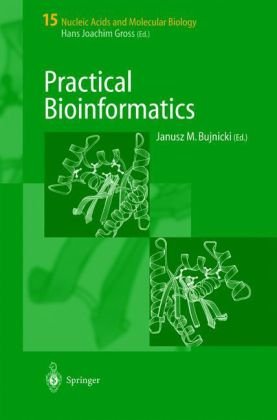 15 Nucleic Acids and Molecular Biology
Hans Joachim Gross (Ed.)
Practical
Bioinformatics
Janusz M. Bujnicki (Ed.)
Springer